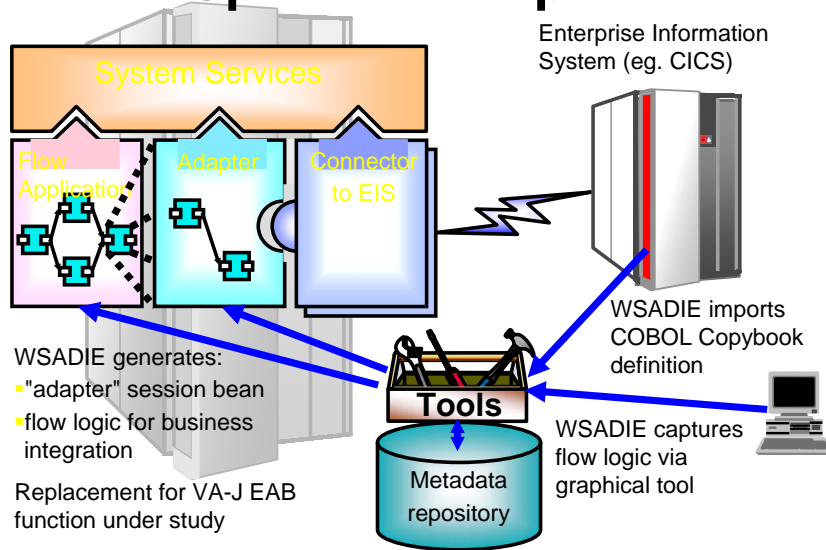 Enterprise Information
System (eg. CICS)
System Services
Flow
Application
Adapter
Connector
to EIS
WSADIE imports
COBOL Copybook
definition
WSADIE generates:
"adapter" session bean
flow logic for business
integration
Replacement for VA-J EAB
function under study
Tools
Metadata
repository
WSADIE captures
flow logic via
graphical tool